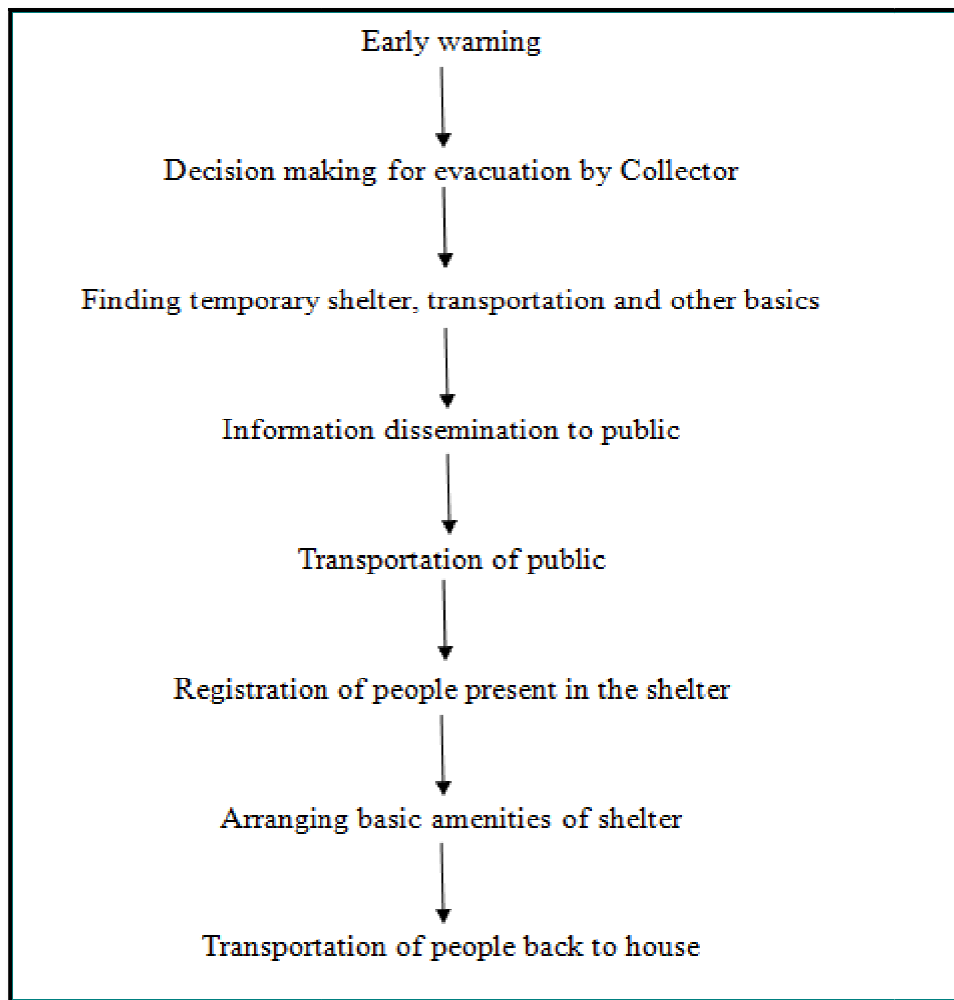 Early warning
Decision making for evacuation by Collector
Finding temporary shelter, transportation and other basics
Information dissemination to public
Transportation of public
Registration of people present in the shelter
Arranging basic amenities of shelter
Transportation of people back to house